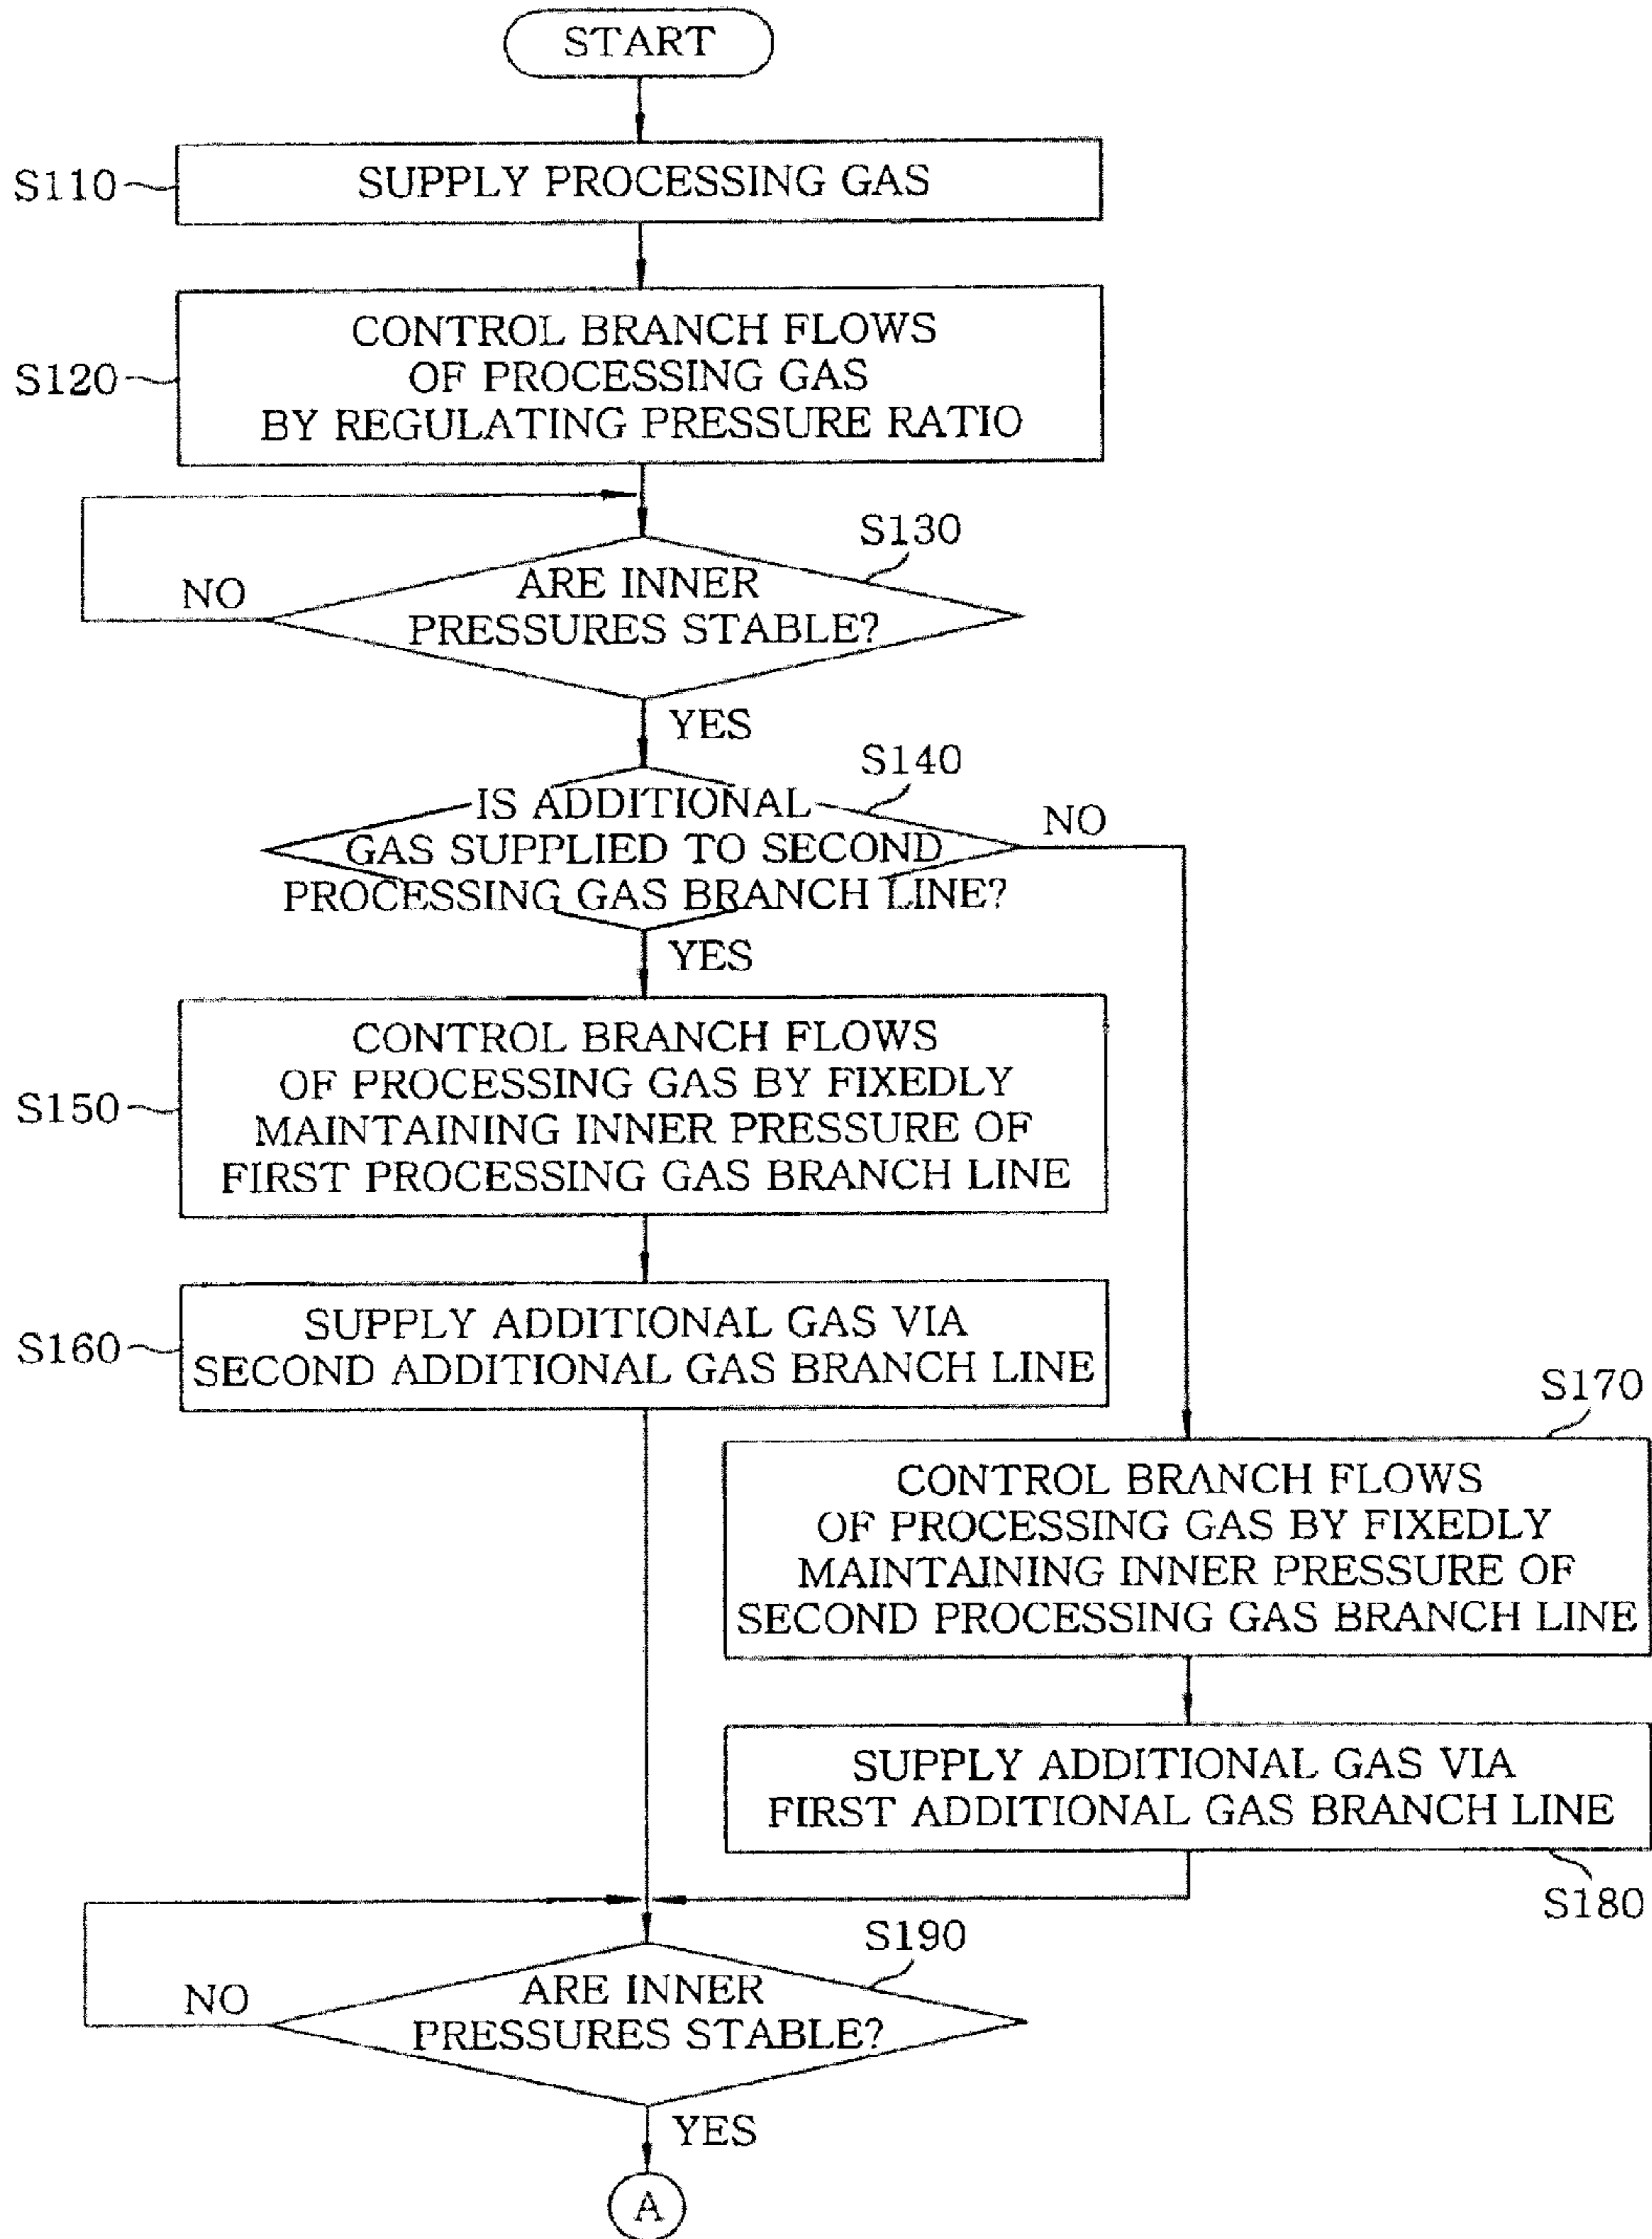 START
S110
SUPPLY PROCESSING GAS
S120
CONTROL BRANCH FLOWS
OF PROCESSING GAS
BY REGULATING PRESSURE RATIO
S130
ARE INNER
PRESSURES STABLE?
NO
YES
S140
IS ADDITIONAL
GAS SUPPLIED TO SECOND
PROCESSING GAS BRANCH LINE?
NO
YES
S150
CONTROL BRANCH FLOWS
OF PROCESSING GAS BY FIXEDLY
MAINTAINING INNER PRESSURE OF
FIRST PROCESSING GAS BRANCH LINE
S160
SUPPLY ADDITIONAL GAS VIA
SECOND ADDITIONAL GAS BRANCH LINE
S170
CONTROL BRANCH FLOWS
OF PROCESSING GAS BY FIXEDLY
MAINTAINING INNER PRESSURE OF
SECOND PROCESSING GAS BRANCH LINE
SUPPLY ADDITIONAL GAS VIA
FIRST ADDITIONAL GAS BRANCH LINE
S180
S190
ARE INNER
PRESSURES STABLE?
NO
YES
A